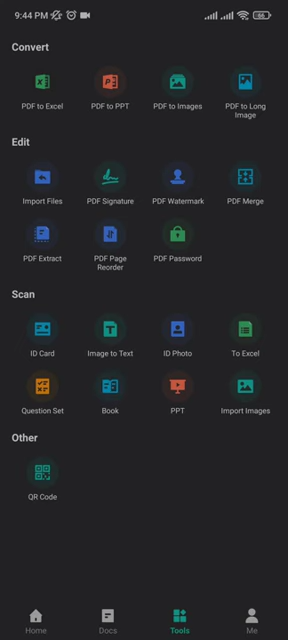 9:44 PM
66
Convert
PDF to Excel
PDF to PPT
PDF to Images
PDF to Long
Image
Edit
Import Files
PDF Signature
PDF Watermark
PDF Merge
PDF Extract
PDF Page
Reorder
PDF Password
Scan
ID Card
Image to Text
ID Photo
To Excel
Question Set
Book
PPT
Import Images
Other
QR Code
Home
Docs
Tools
Me